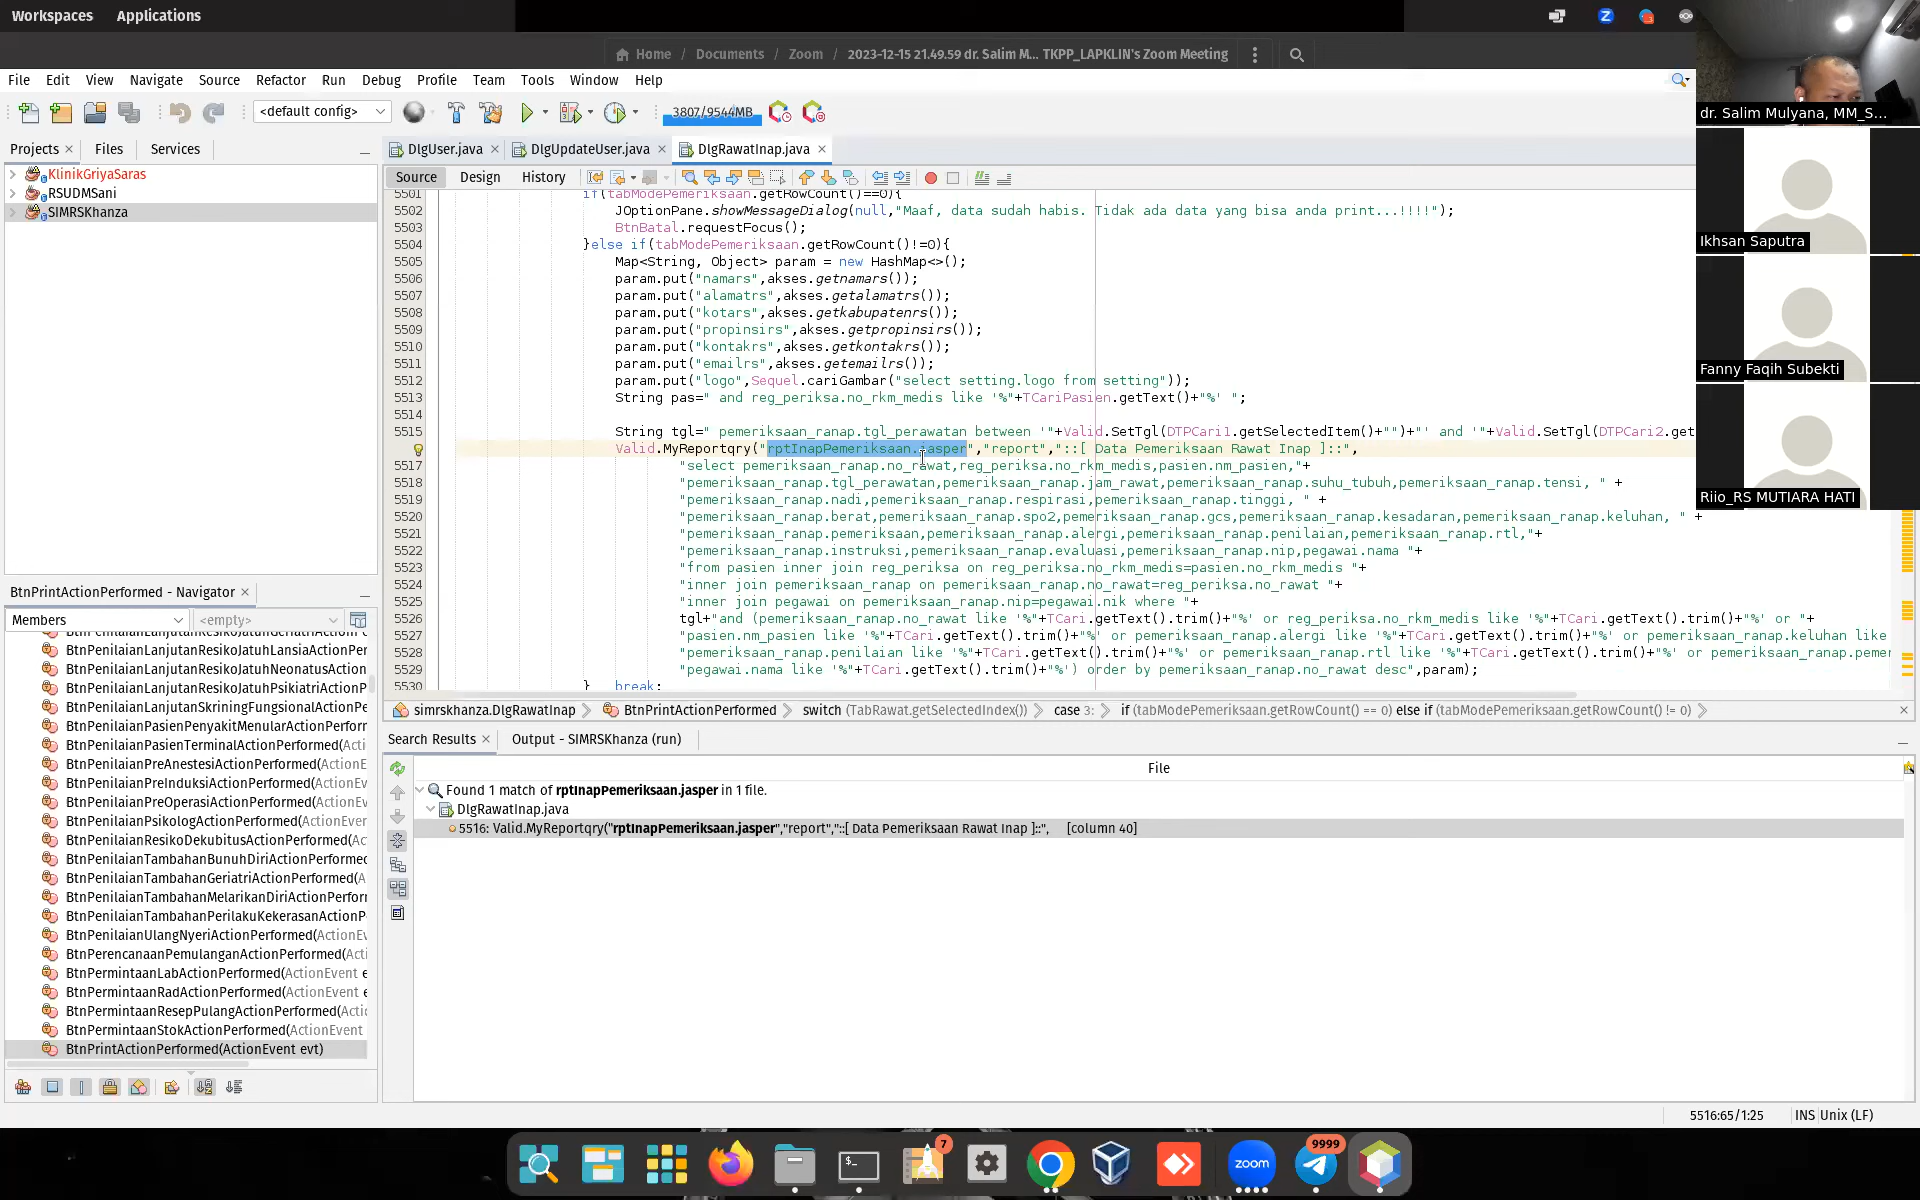 Workspaces Applications
Home / Documents / Zoom / 2023-12-15 21.49.59 dr. Salim M... TKPP_LAPKLIN's Zoom Meeting
File Edit View Navigate Source Refactor Run Debug Profile Team Tools Window Help
<default config> 3807/9544MB
dr. Salim Mulyana, MM_S...
Ikhsan Saputra
Fanny Faqih Subekti
Riio_RS MUTIARA HATI
Projects Files Services
KlinikGriyaSaras
RSUDMSani
SIMRSKhanza
DlgUser.java DlgUpdateUser.java DlgRawatInap.java
Source Design History
5501 if(tabModePemeriksaan.getRowCount()==0){
5502 JOptionPane.showMessageDialog(null,"Maaf, data sudah habis. Tidak ada data yang bisa anda print...!!!!");
5503 BtnBatal.requestFocus();
5504 }else if(tabModePemeriksaan.getRowCount()!=0){
5505 Map<String, Object> param = new HashMap<>();
5506 param.put("namars",akses.getnamars());
5507 param.put("alamatrs",akses.getalamatrs());
5508 param.put("kotars",akses.getkabupatenrs());
5509 param.put("propinsirs",akses.getpropinsirs());
5510 param.put("kontakrs",akses.getkontakrs());
5511 param.put("emailrs",akses.getemailrs());
5512 param.put("logo",Sequel.cariGambar("select setting.logo from setting"));
5513 String pas=" and reg_periksa.no_rkm_medis like '%"+TCariPasien.getText()+"%' ";
5514
5515 String tgl=" pemeriksaan_ranap.tgl_perawatan between '"+Valid.SetTgl(DTPCari1.getSelectedItem()+"")+"' and '"+Valid.SetTgl(DTPCari2.get
Valid.MyReportqry("rptInapPemeriksaan.jasper","report","::[ Data Pemeriksaan Rawat Inap ]::",
5517 "select pemeriksaan_ranap.no_rawat,reg_periksa.no_rkm_medis,pasien.nm_pasien,"+
5518 "pemeriksaan_ranap.tgl_perawatan,pemeriksaan_ranap.jam_rawat,pemeriksaan_ranap.suhu_tubuh,pemeriksaan_ranap.tensi, " +
5519 "pemeriksaan_ranap.nadi,pemeriksaan_ranap.respirasi,pemeriksaan_ranap.tinggi, " +
5520 "pemeriksaan_ranap.berat,pemeriksaan_ranap.spo2,pemeriksaan_ranap.gcs,pemeriksaan_ranap.kesadaran,pemeriksaan_ranap.keluhan, " +
5521 "pemeriksaan_ranap.pemeriksaan,pemeriksaan_ranap.alergi,pemeriksaan_ranap.penilaian,pemeriksaan_ranap.rtl,"+
5522 "pemeriksaan_ranap.instruksi,pemeriksaan_ranap.evaluasi,pemeriksaan_ranap.nip,pegawai.nama "+
5523 "from pasien inner join reg_periksa on reg_periksa.no_rkm_medis=pasien.no_rkm_medis "+
5524 "inner join pemeriksaan_ranap on pemeriksaan_ranap.no_rawat=reg_periksa.no_rawat "+
5525 "inner join pegawai on pemeriksaan_ranap.nip=pegawai.nik where "+
5526 tgl+"and (pemeriksaan_ranap.no_rawat like '%"+TCari.getText().trim()+"%' or reg_periksa.no_rkm_medis like '%"+TCari.getText().trim()+"%' or "+
5527 "pasien.nm_pasien like '%"+TCari.getText().trim()+"%' or pemeriksaan_ranap.alergi like '%"+TCari.getText().trim()+"%' or pemeriksaan_ranap.keluhan like
5528 "pemeriksaan_ranap.penilaian like '%"+TCari.getText().trim()+"%' or pemeriksaan_ranap.rtl like '%"+TCari.getText().trim()+"%' or pemeriksaan_ranap.pemer
5529 "pegawai.nama like '%"+TCari.getText().trim()+"%') order by pemeriksaan_ranap.no_rawat desc",param);
5530 } break;
simrskhanza.DlgRawatInap BtnPrintActionPerformed switch (TabRawat.getSelectedIndex()) case 3: if (tabModePemeriksaan.getRowCount() == 0) else if (tabModePemeriksaan.getRowCount() != 0)
BtnPrintActionPerformed - Navigator
Members <empty>
BtnPenilaianLanjutanResikoJatuhGeriatriActionPe
BtnPenilaianLanjutanResikoJatuhLansiaActionPer
BtnPenilaianLanjutanResikoJatuhNeonatusAction
BtnPenilaianLanjutanResikoJatuhPsikiatriActionP
BtnPenilaianLanjutanSkriningFungsionalActionPe
BtnPenilaianPasienPenyakitMenularActionPerforr
BtnPenilaianPasienTerminalActionPerformed(Acti
BtnPenilaianPreAnestesiActionPerformed(ActionE
BtnPenilaianPreInduksiActionPerformed(ActionEv
BtnPenilaianPreOperasiActionPerformed(ActionEv
BtnPenilaianPsikologActionPerformed(ActionEver
BtnPenilaianResikoDekubitusActionPerformed(Ac
BtnPenilaianTambahanBunuhDiriActionPerformed
BtnPenilaianTambahanGeriatriActionPerformed(A
BtnPenilaianTambahanMelarikanDiriActionPerforr
BtnPenilaianTambahanPerilakuKekerasanActionP
BtnPenilaianUlangNyeriActionPerformed(ActionEv
BtnPerencanaanPemulanganActionPerformed(Act
BtnPermintaanLabActionPerformed(ActionEvent e
BtnPermintaanRadActionPerformed(ActionEvent e
BtnPermintaanResepPulangActionPerformed(Actio
BtnPermintaanStokActionPerformed(ActionEvent
BtnPrintActionPerformed(ActionEvent evt)
Search Results Output - SIMRSKhanza (run)
File
Found 1 match of rptInapPemeriksaan.jasper in 1 file.
DlgRawatInap.java
5516: Valid.MyReportqry("rptInapPemeriksaan.jasper","report","::[ Data Pemeriksaan Rawat Inap ]::", [column 40]
5516:65/1:25 INS Unix (LF)
7
zoom
9999